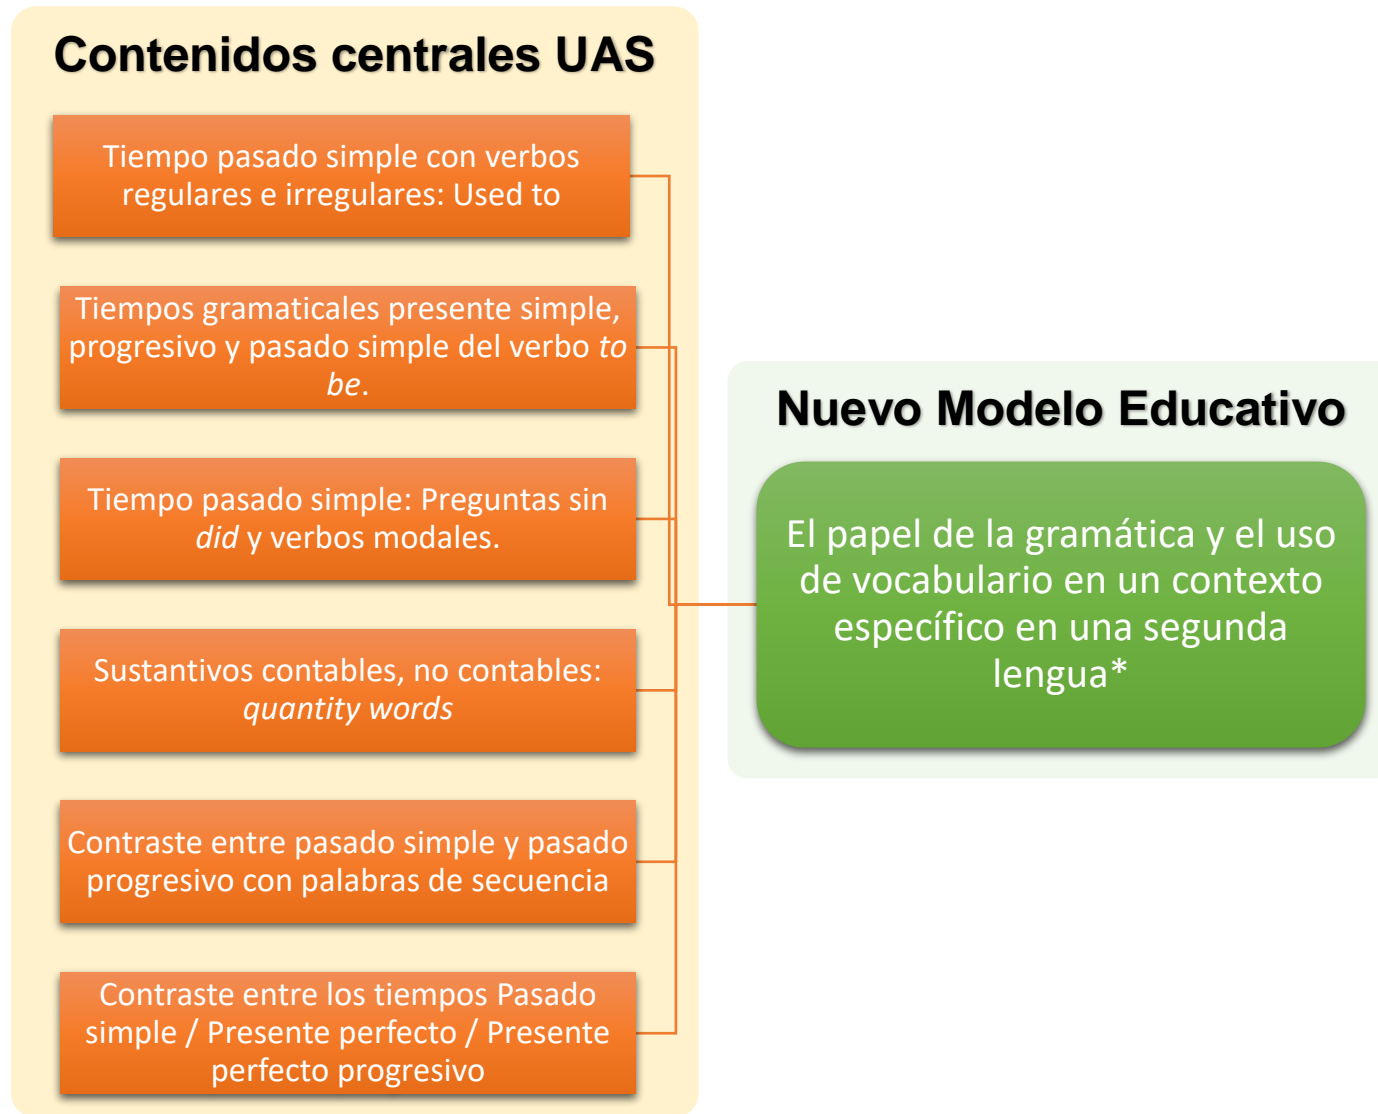 Contenidos centrales UAS
Tiempo pasado simple con verbos
regulares e irregulares: Used to
Tiempos gramaticales presente simple,
progresivo y pasado simple del verbo to
be.
Tiempo pasado simple: Preguntas sin
did y verbos modales.
Sustantivos contables, no contables:
quantity words
Contraste entre pasado simple y pasado
progresivo con palabras de secuencia
Contraste entre los tiempos Pasado
simple / Presente perfecto / Presente
perfecto progresivo
Nuevo Modelo Educativo
El papel de la gramática y el uso
de vocabulario en un contexto
específico en una segunda
lengua*